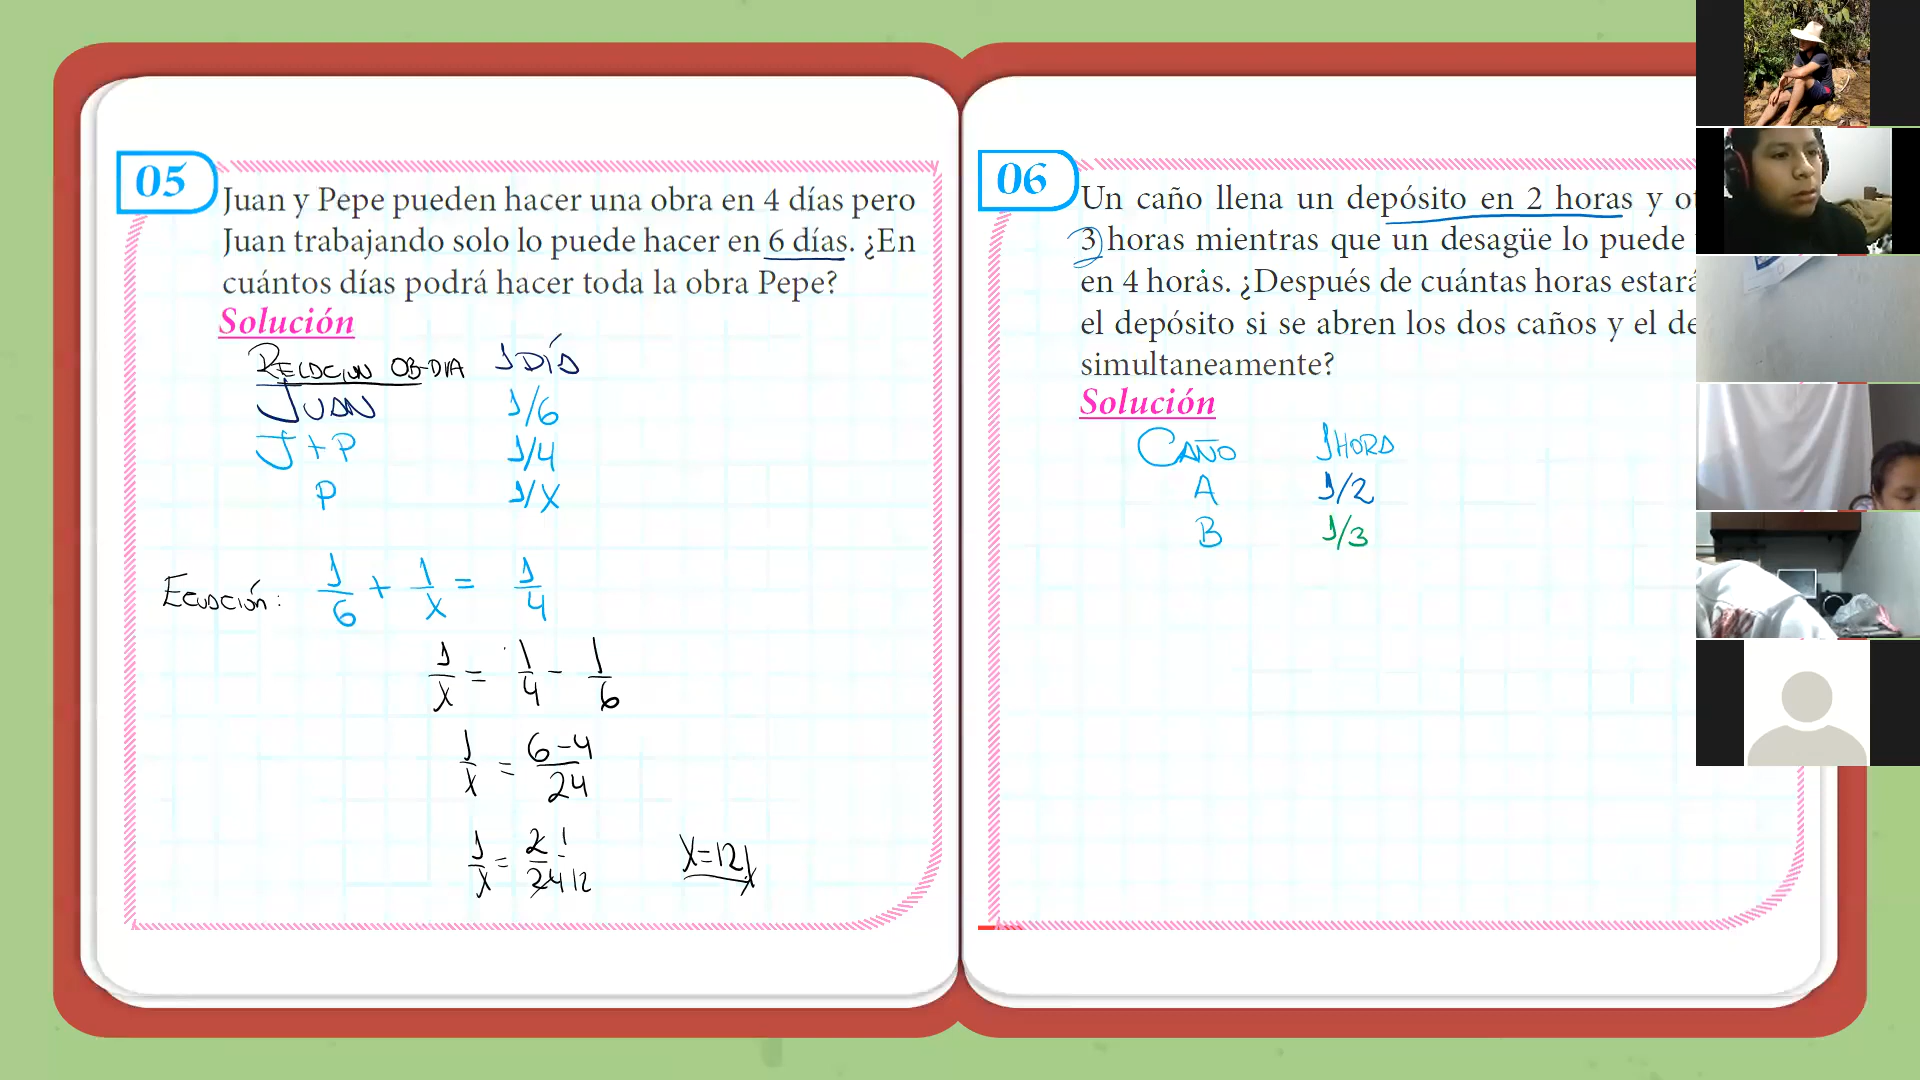 05
Juan y Pepe pueden hacer una obra en 4 días pero
Juan trabajando solo lo puede hacer en 6 días. ¿En
cuántos días podrá hacer toda la obra Pepe?
Solución
RELACION OB-DIA 1 DÍA
JUAN 1/6
J + P 1/4
P 1/X
ECUACIÓN: 1/6 + 1/x = 1/4
1/x = 1/4 - 1/6
1/x = 6-4/24
1/x = 2/24 1/12 X=12
06
Un caño llena un depósito en 2 horas y
3 horas mientras que un desagüe lo puede
en 4 horas. ¿Después de cuántas horas estará
el depósito si se abren los dos caños y el
simultaneamente?
Solución
CAÑO 1 HORA
A 1/2
B 1/3